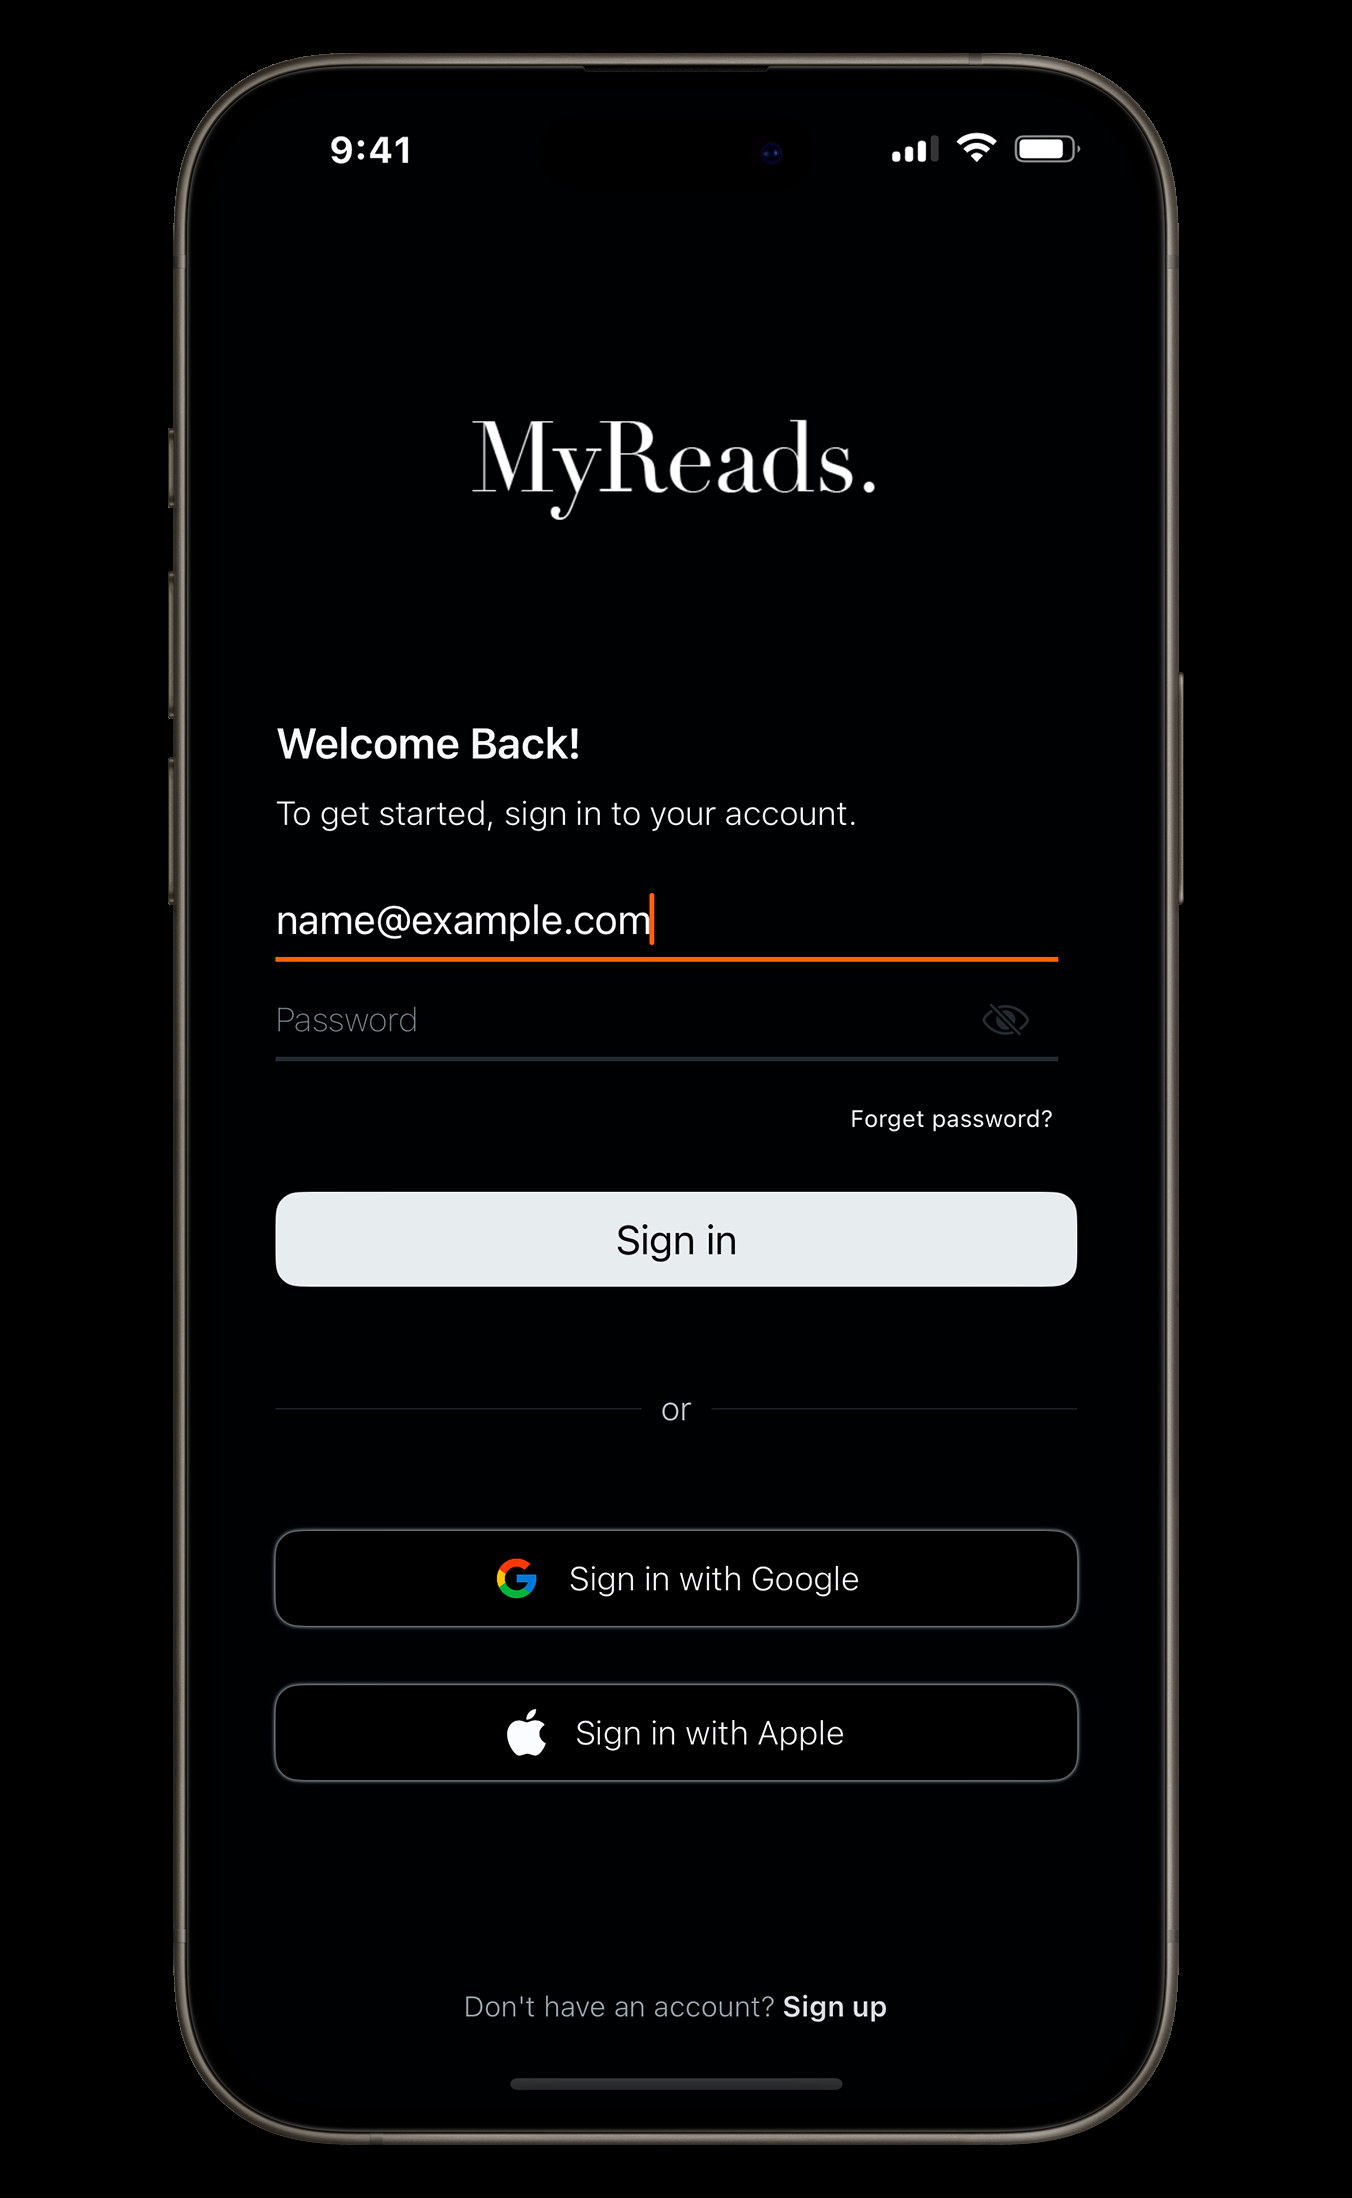 9:41
MyReads.
Welcome Back!
To get started, sign in to your account.
name@example.com
Password
Forget password?
Sign in
or
Sign in with Google
Sign in with Apple
Don't have an account? Sign up